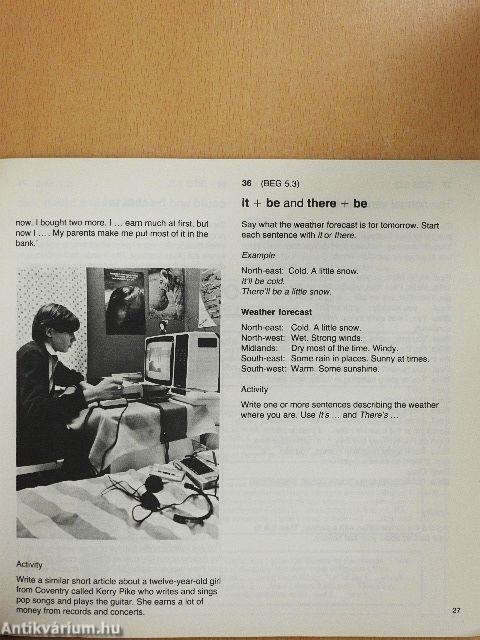 now. I bought two more. I ... earn much at first, but
now I .... My parents make me put most of it in the
bank.'
Activity
Write a similar short article about a twelve-year-old girl
from Coventry called Kerry Pike who writes and sings
pop songs and plays the guitar. She earns a lot of
money from records and concerts.
36 (BEG 5.3)
it + be and there + be
Say what the weather forecast is for tomorrow. Start
each sentence with It or there.
Example
North-east: Cold. A little snow.
It'll be cold.
There'll be a little snow.
Weather forecast
North-east: Cold. A little snow.
North-west: Wet. Strong winds.
Midlands: Dry most of the time. Windy.
South-east: Some rain in places. Sunny at times.
South-west: Warm. Some sunshine.
Activity
Write one or more sentences describing the weather
where you are. Use It's ... and There's ...
27
Antikvárium.hu